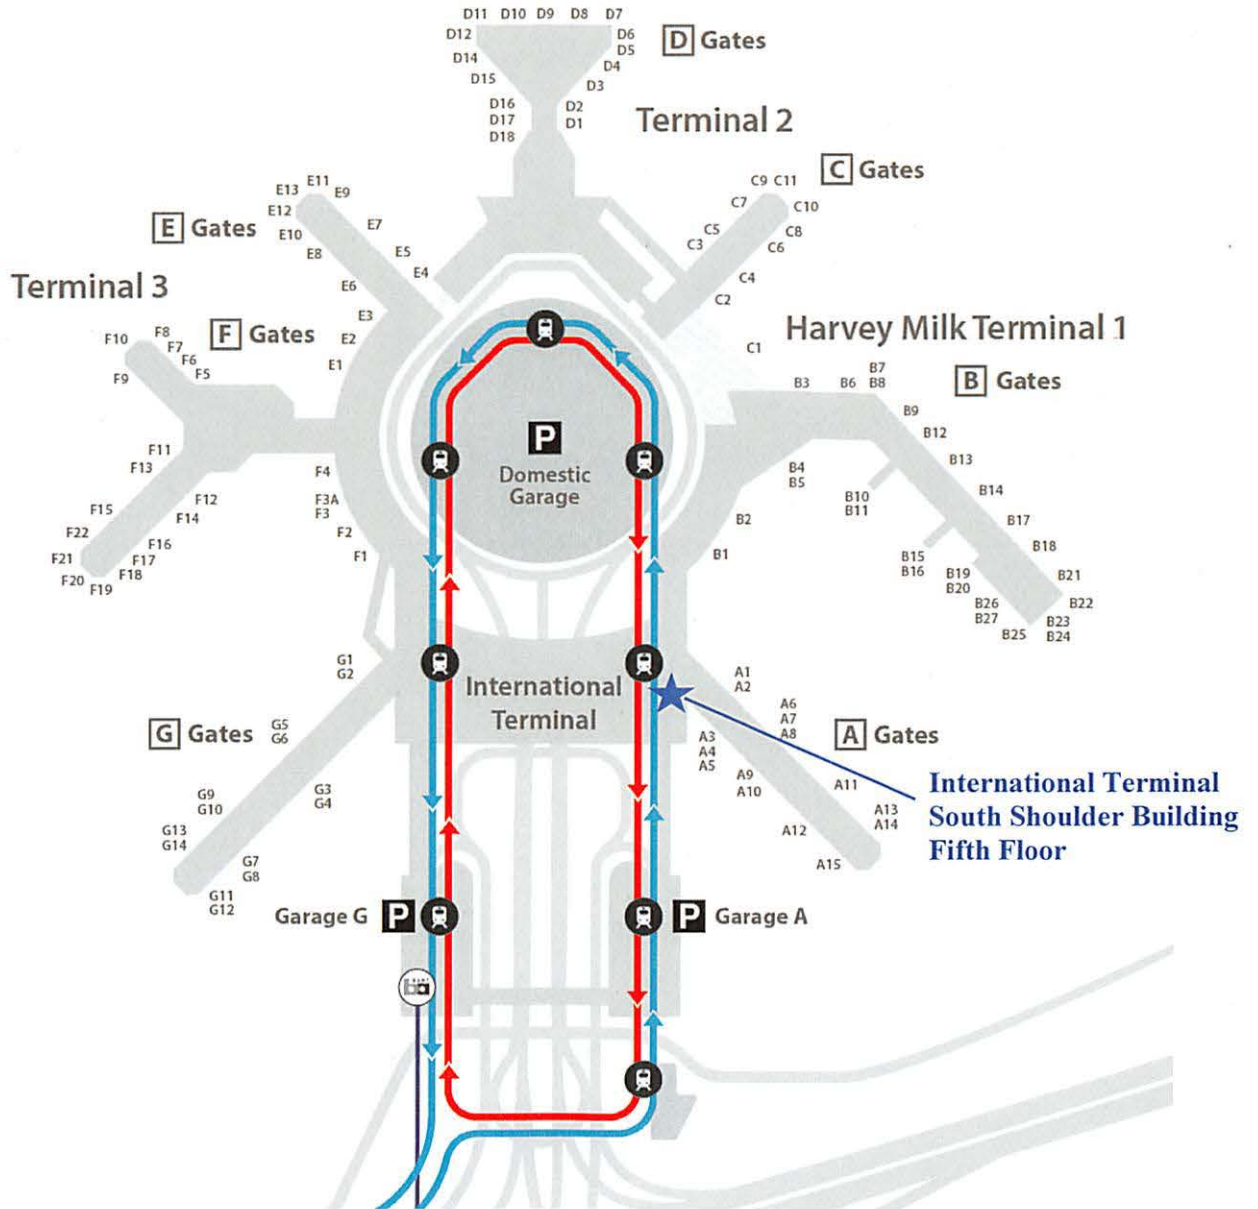 D11 D10 D9 D8 D7
D12
D14
D15
D16
D17
D18
D6
D5
D4
D3
D2
D1
D Gates
Terminal 2
C9 C11
C7
C5
C3
C10
C8
C6
C4
C2
C1
C Gates
E13 E11 E9
E12
E10
E8
E6
E3
E2
E1
E7
E5
E4
E Gates
Terminal 3
F Gates
F10
F8
F7
F6
F5
F9
F11
F13
F15
F22
F21
F20
F19
F18
F17
F16
F14
F12
F4
F3A
F3
F2
F1
Harvey Milk Terminal 1
B Gates
B3
B6
B7
B8
B9
B12
B13
B14
B17
B18
B21
B22
B23
B24
B25
B26
B27
B19
B20
B15
B16
B10
B11
B4
B5
B2
B1
P
Domestic
Garage
International
Terminal
G1
G2
G5
G6
G Gates
G3
G4
G9
G10
G13
G14
G7
G8
G11
G12
A1
A2
A6
A7
A8
A Gates
A3
A4
A5
A9
A10
A11
A13
A14
A12
A15
International Terminal
South Shoulder Building
Fifth Floor
Garage G P
P Garage A
ba